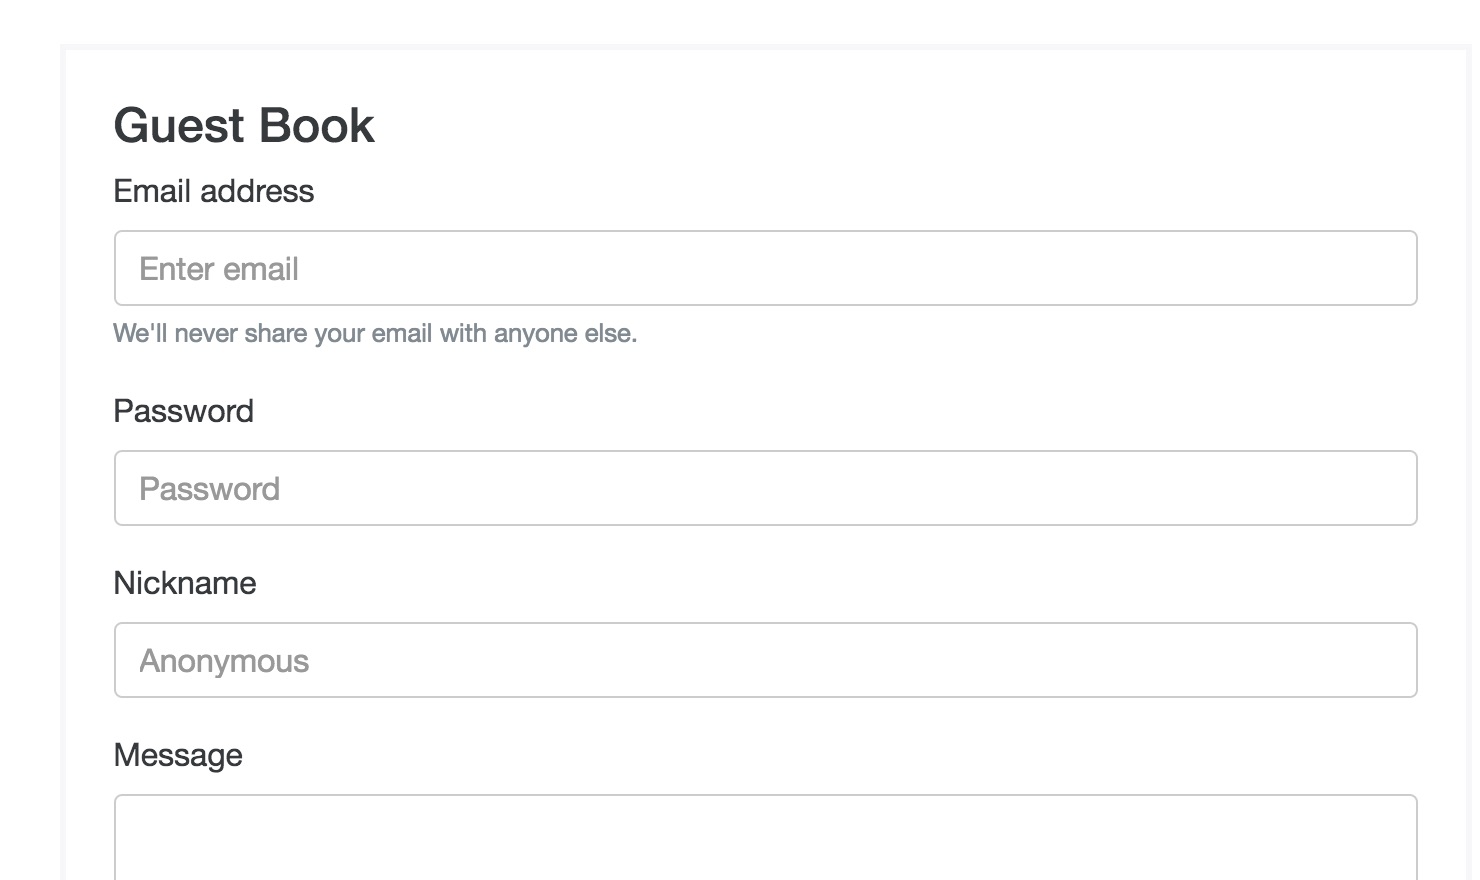 Guest Book
Email address
Enter email
We'll never share your email with anyone else.
Password
Password
Nickname
Anonymous
Message